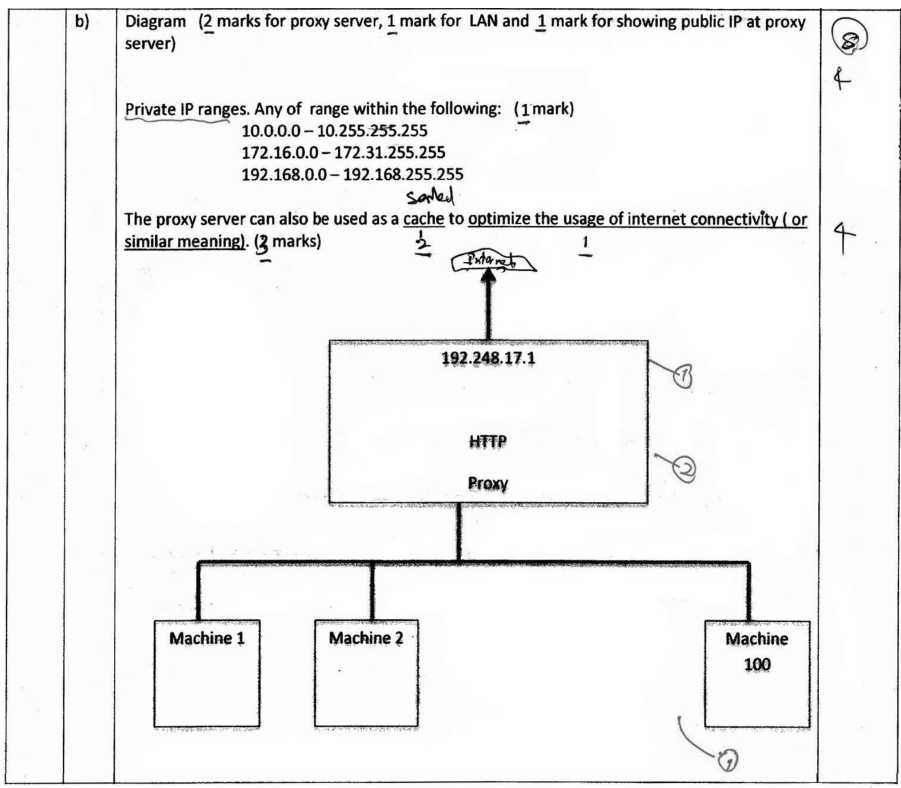 b) Diagram (2 marks for proxy server, 1 mark for LAN and 1 mark for showing public IP at proxy
server)
8
4
Private IP ranges. Any of range within the following: (1 mark)
10.0.0.0 – 10.255.255.255
172.16.0.0 – 172.31.255.255
192.168.0.0 – 192.168.255.255
The proxy server can also be used as a cache to optimize the usage of internet connectivity ( or
similar meaning). (3 marks)
2
1
4
Internet
192.248.17.1
1
HTTP
2
Proxy
Machine 1
Machine 2
Machine
100
1